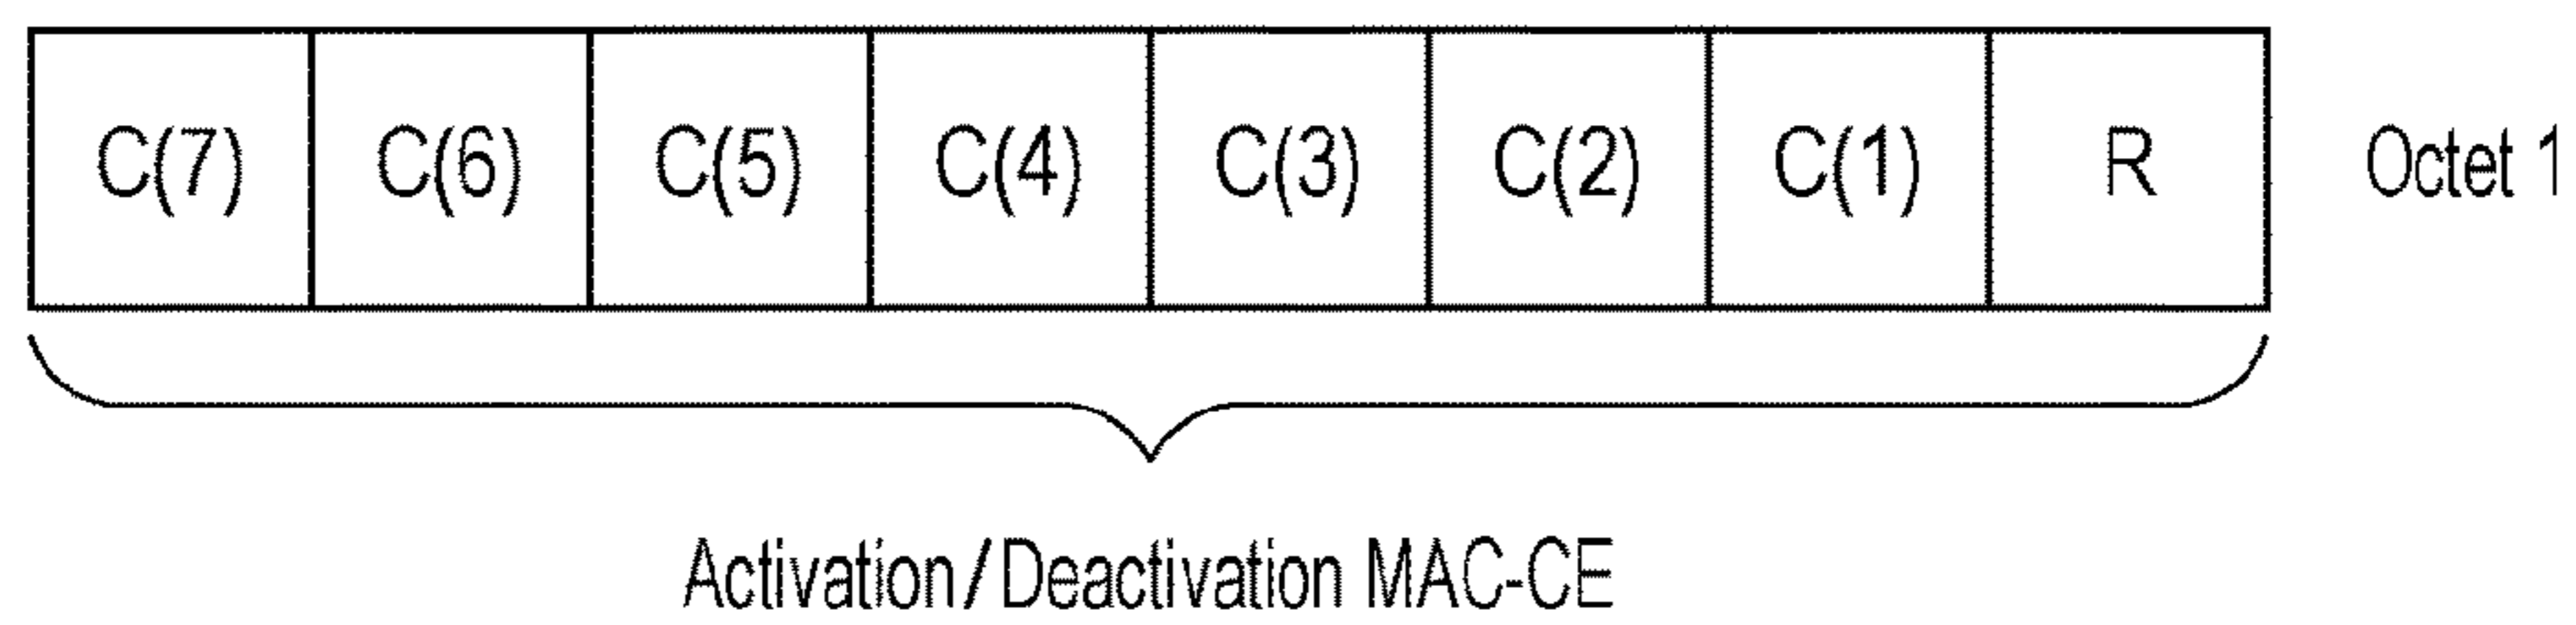 C(7) C(6) C(5) C(4) C(3) C(2) C(1) R Octet 1
Activation/Deactivation MAC-CE